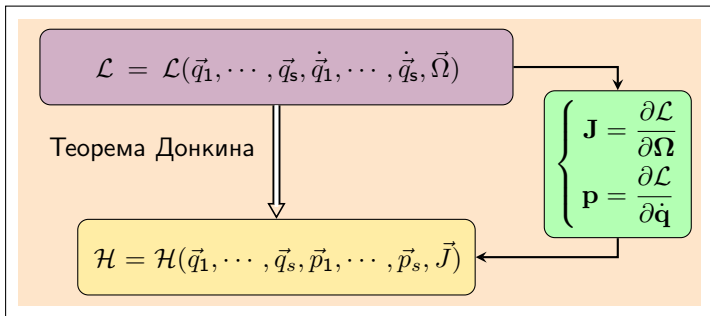 ℒ = ℒ(q⃗₁, ⋯ , q⃗ₛ, q̇⃗₁, ⋯ , q̇⃗ₛ, Ω⃗)
J = ∂ℒ/∂Ω
Теорема Донкина
p = ∂ℒ/∂q̇
ℋ = ℋ(q⃗₁, ⋯ , q⃗ₛ, p⃗₁, ⋯ , p⃗ₛ, J⃗)